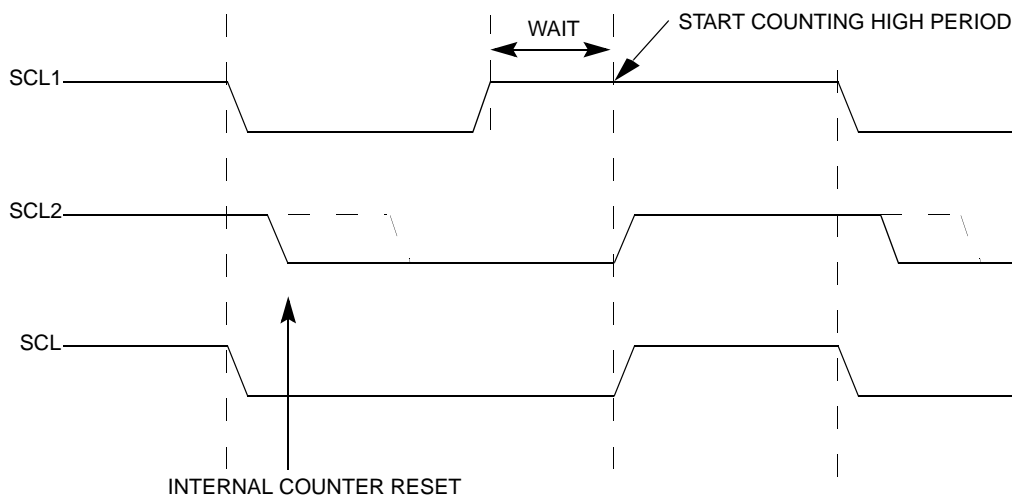 WAIT
START COUNTING HIGH PERIOD
SCL1
SCL2
SCL
INTERNAL COUNTER RESET